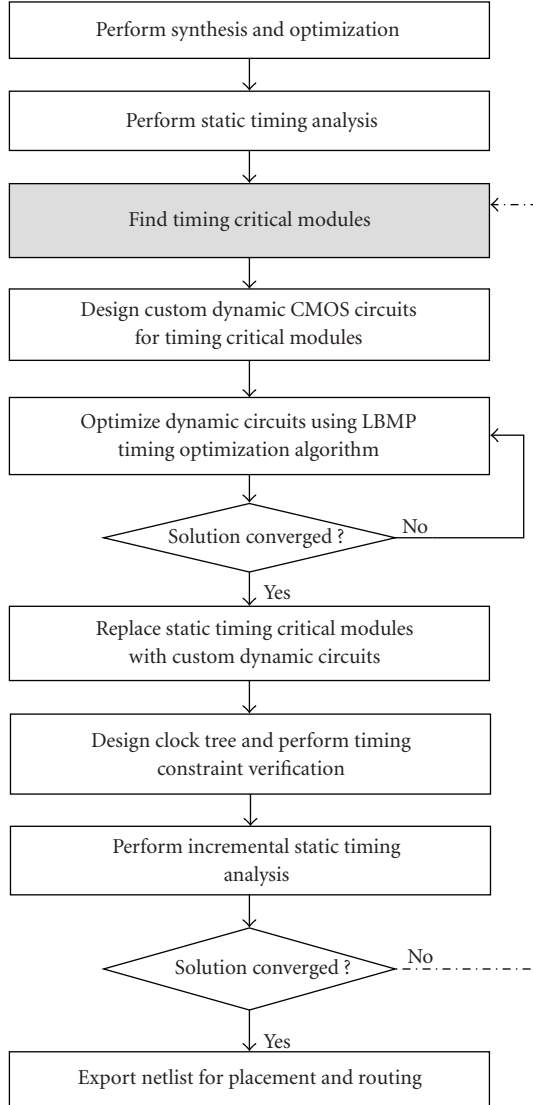 Perform synthesis and optimization
Perform static timing analysis
Find timing critical modules
Design custom dynamic CMOS circuits
for timing critical modules
Optimize dynamic circuits using LBMP
timing optimization algorithm
Solution converged ?
No
Yes
Replace static timing critical modules
with custom dynamic circuits
Design clock tree and perform timing
constraint verification
Perform incremental static timing
analysis
Solution converged ?
No
Yes
Export netlist for placement and routing